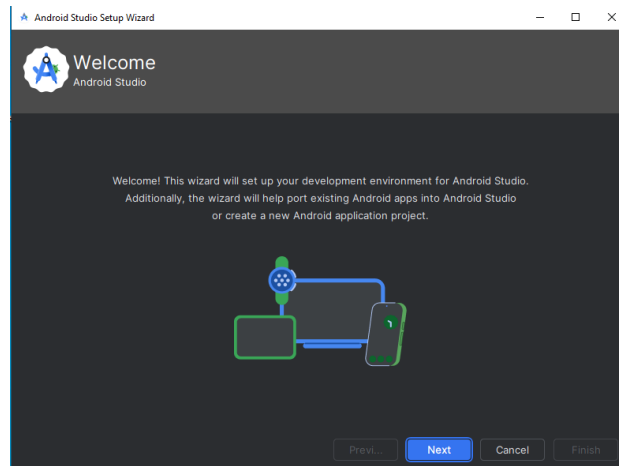 Android Studio Setup Wizard
Welcome
Android Studio
Welcome! This wizard will set up your development environment for Android Studio.
Additionally, the wizard will help port existing Android apps into Android Studio
or create a new Android application project.
Previ... Next Cancel Finish